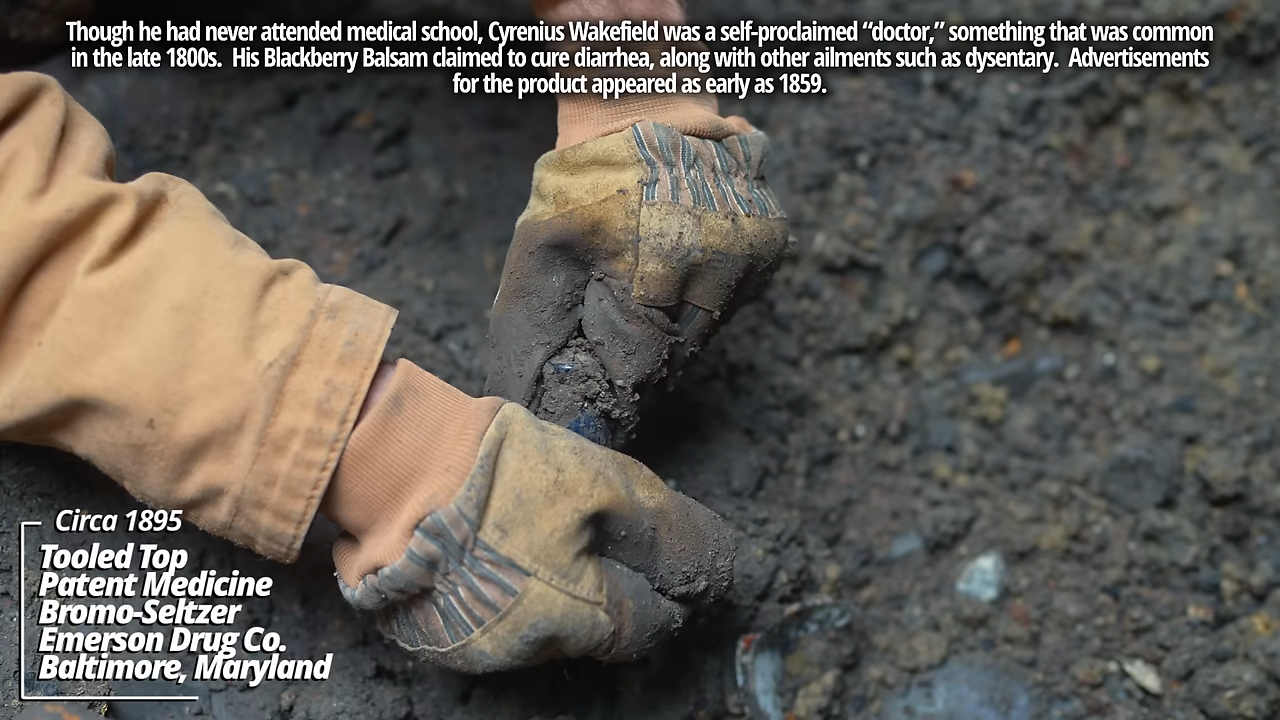 Though he had never attended medical school, Cyrenius Wakefield was a self-proclaimed “doctor,” something that was common
in the late 1800s.  His Blackberry Balsam claimed to cure diarrhea, along with other ailments such as dysentary.  Advertisements
for the product appeared as early as 1859.
Circa 1895
Tooled Top
Patent Medicine
Bromo-Seltzer
Emerson Drug Co.
Baltimore, Maryland